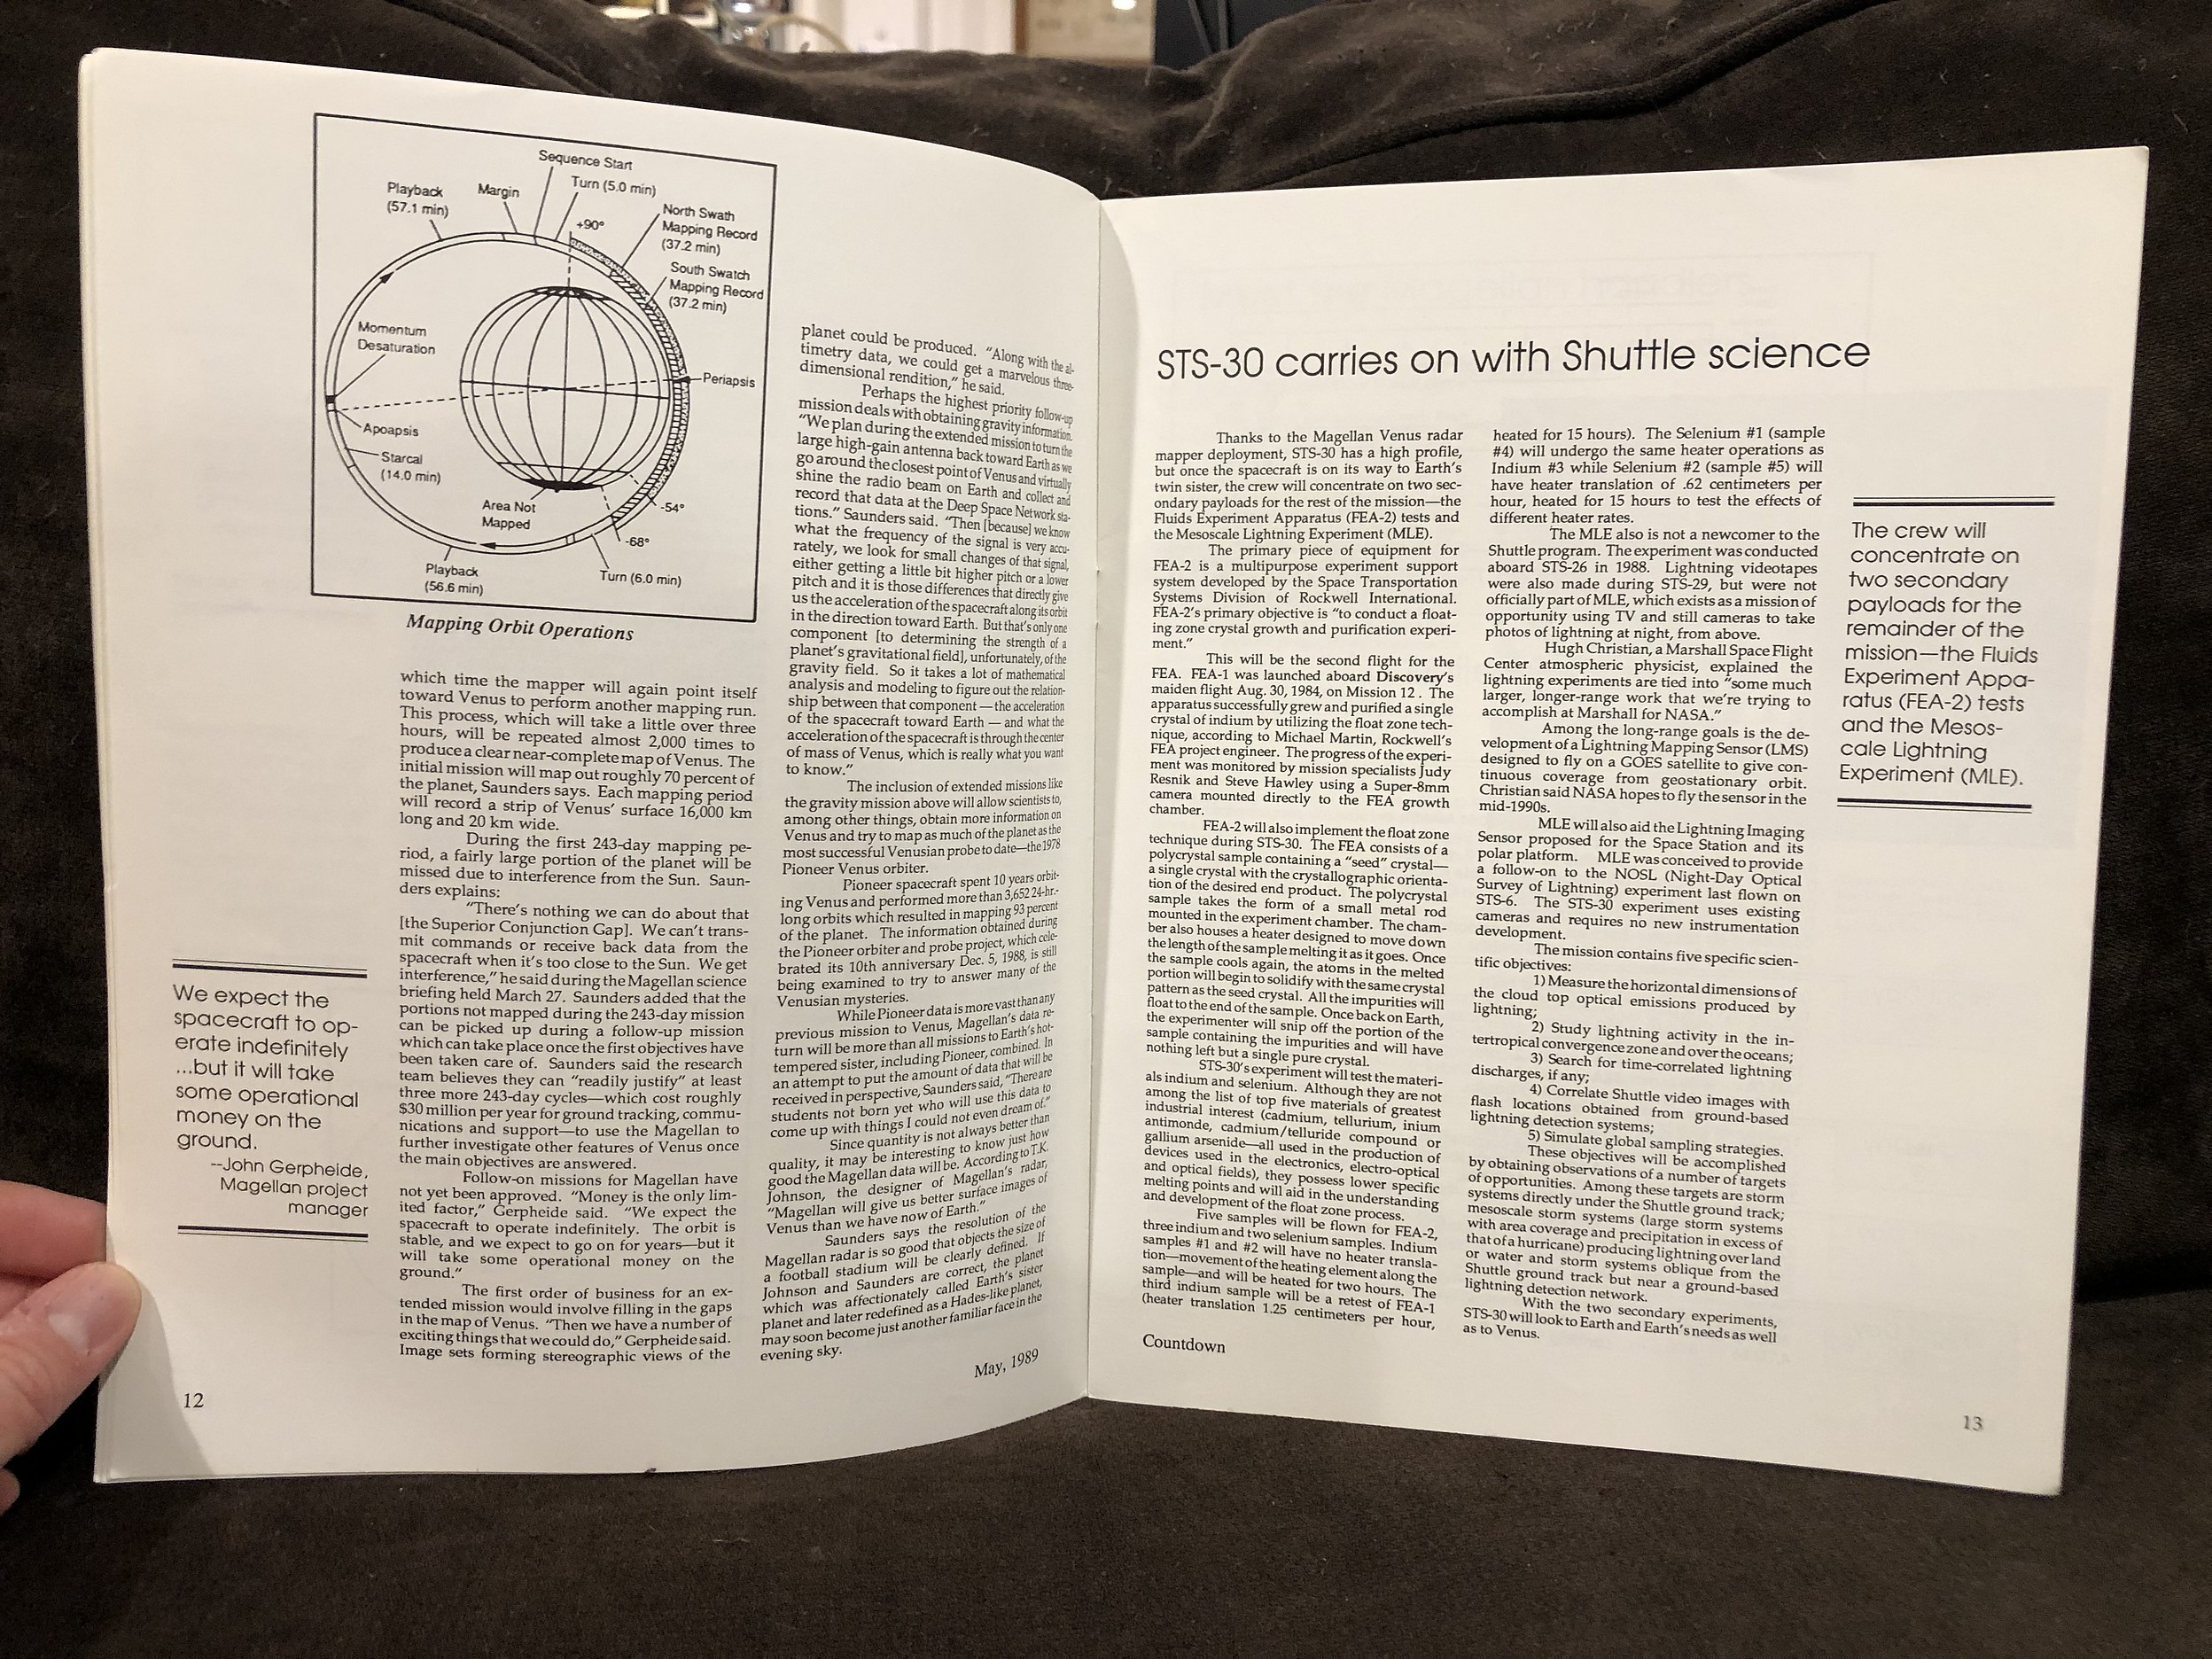 Sequence Start
Playback
(57.1 min)
Margin
Turn (5.0 min)
+90°
North Swath
Mapping Record
(37.2 min)
South Swatch
Mapping Record
(37.2 min)
Momentum
Desaturation
Periapsis
Apoapsis
Starcal
(14.0 min)
Area Not
Mapped
-54°
-68°
Playback
(56.6 min)
Turn (6.0 min)
Mapping Orbit Operations
which time the mapper will again point itself
toward Venus to perform another mapping run.
This process, which will take a little over three
hours, will be repeated almost 2,000 times to
produce a clear near-complete map of Venus. The
initial mission will map out roughly 70 percent of
the planet, Saunders says. Each mapping period
will record a strip of Venus' surface 16,000 km
long and 20 km wide.
During the first 243-day mapping pe-
riod, a fairly large portion of the planet will be
missed due to interference from the Sun. Saun-
ders explains:
"There's nothing we can do about that
[the Superior Conjunction Gap]. We can't trans-
mit commands or receive back data from the
spacecraft when it's too close to the Sun. We get
interference," he said during the Magellan science
briefing held March 27. Saunders added that the
portions not mapped during the 243-day mission
can be picked up during a follow-up mission
which can take place once the first objectives have
been taken care of. Saunders said the research
team believes they can "readily justify" at least
three more 243-day cycles—which cost roughly
$30 million per year for ground tracking, commu-
nications and support—to use the Magellan to
further investigate other features of Venus once
the main objectives are answered.
Follow-on missions for Magellan have
not yet been approved. "Money is the only lim-
ited factor," Gerpheide said. "We expect the
spacecraft to operate indefinitely. The orbit is
stable, and we expect to go on for years—but it
will take some operational money on the
ground."
The first order of business for an ex-
tended mission would involve filling in the gaps
in the map of Venus. "Then we have a number of
exciting things that we could do," Gerpheide said.
Image sets forming stereographic views of the
We expect the
spacecraft to op-
erate indefinitely
...but it will take
some operational
money on the
ground.
--John Gerpheide,
Magellan project
manager
planet could be produced. "Along with the al-
timetry data, we could get a marvelous three-
dimensional rendition," he said.
Perhaps the highest priority follow-up
mission deals with obtaining gravity information.
"We plan during the extended mission to turn the
large high-gain antenna back toward Earth as we
go around the closest point of Venus and virtually
shine the radio beam on Earth and collect and
record that data at the Deep Space Network sta-
tions." Saunders said. "Then [because] we know
what the frequency of the signal is very accu-
rately, we look for small changes of that signal,
either getting a little bit higher pitch or a lower
pitch and it is those differences that directly give
us the acceleration of the spacecraft along its orbit
in the direction toward Earth. But that's only one
component [to determining the strength of a
planet's gravitational field], unfortunately, of the
gravity field. So it takes a lot of mathematical
analysis and modeling to figure out the relation-
ship between that component — the acceleration
of the spacecraft toward Earth — and what the
acceleration of the spacecraft is through the center
of mass of Venus, which is really what you want
to know."
The inclusion of extended missions like
the gravity mission above will allow scientists to,
among other things, obtain more information on
Venus and try to map as much of the planet as the
most successful Venusian probe to date—the 1978
Pioneer Venus orbiter.
Pioneer spacecraft spent 10 years orbit-
ing Venus and performed more than 3,652 24-hr.-
long orbits which resulted in mapping 93 percent
of the planet. The information obtained during
the Pioneer orbiter and probe project, which cele-
brated its 10th anniversary Dec. 5, 1988, is still
being examined to try to answer many of the
Venusian mysteries.
While Pioneer data is more vast than any
previous mission to Venus, Magellan's data re-
turn will be more than all missions to Earth's hot-
tempered sister, including Pioneer, combined. In
an attempt to put the amount of data that will be
received in perspective, Saunders said, "There are
students not born yet who will use this data to
come up with things I could not even dream of."
Since quantity is not always better than
quality, it may be interesting to know just how
good the Magellan data will be. According to T.K.
Johnson, the designer of Magellan's radar,
"Magellan will give us better surface images of
Venus than we have now of Earth."
Saunders says the resolution of the
Magellan radar is so good that objects the size of
a football stadium will be clearly defined. If
Johnson and Saunders are correct, the planet
which was affectionately called Earth's sister
planet and later redefined as a Hades-like planet,
may soon become just another familiar face in the
evening sky.
May, 1989
12
STS-30 carries on with Shuttle science
Thanks to the Magellan Venus radar
mapper deployment, STS-30 has a high profile,
but once the spacecraft is on its way to Earth's
twin sister, the crew will concentrate on two sec-
ondary payloads for the rest of the mission—the
Fluids Experiment Apparatus (FEA-2) tests and
the Mesoscale Lightning Experiment (MLE).
The primary piece of equipment for
FEA-2 is a multipurpose experiment support
system developed by the Space Transportation
Systems Division of Rockwell International.
FEA-2's primary objective is "to conduct a float-
ing zone crystal growth and purification experi-
ment."
This will be the second flight for the
FEA. FEA-1 was launched aboard Discovery's
maiden flight Aug. 30, 1984, on Mission 12 . The
apparatus successfully grew and purified a single
crystal of indium by utilizing the float zone tech-
nique, according to Michael Martin, Rockwell's
FEA project engineer. The progress of the experi-
ment was monitored by mission specialists Judy
Resnik and Steve Hawley using a Super-8mm
camera mounted directly to the FEA growth
chamber.
FEA-2 will also implement the float zone
technique during STS-30. The FEA consists of a
polycrystal sample containing a "seed" crystal—
a single crystal with the crystallographic orienta-
tion of the desired end product. The polycrystal
sample takes the form of a small metal rod
mounted in the experiment chamber. The cham-
ber also houses a heater designed to move down
the length of the sample melting it as it goes. Once
the sample cools again, the atoms in the melted
portion will begin to solidify with the same crystal
pattern as the seed crystal. All the impurities will
float to the end of the sample. Once back on Earth,
the experimenter will snip off the portion of the
sample containing the impurities and will have
nothing left but a single pure crystal.
STS-30's experiment will test the materi-
als indium and selenium. Although they are not
among the list of top five materials of greatest
industrial interest (cadmium, tellurium, inium
antimonde, cadmium/telluride compound or
gallium arsenide—all used in the production of
devices used in the electronics, electro-optical
and optical fields), they possess lower specific
melting points and will aid in the understanding
and development of the float zone process.
Five samples will be flown for FEA-2,
three indium and two selenium samples. Indium
samples #1 and #2 will have no heater transla-
tion—movement of the heating element along the
sample—and will be heated for two hours. The
third indium sample will be a retest of FEA-1
(heater translation 1.25 centimeters per hour,
heated for 15 hours). The Selenium #1 (sample
#4) will undergo the same heater operations as
Indium #3 while Selenium #2 (sample #5) will
have heater translation of .62 centimeters per
hour, heated for 15 hours to test the effects of
different heater rates.
The MLE also is not a newcomer to the
Shuttle program. The experiment was conducted
aboard STS-26 in 1988. Lightning videotapes
were also made during STS-29, but were not
officially part of MLE, which exists as a mission of
opportunity using TV and still cameras to take
photos of lightning at night, from above.
Hugh Christian, a Marshall Space Flight
Center atmospheric physicist, explained the
lightning experiments are tied into "some much
larger, longer-range work that we're trying to
accomplish at Marshall for NASA."
Among the long-range goals is the de-
velopment of a Lightning Mapping Sensor (LMS)
designed to fly on a GOES satellite to give con-
tinuous coverage from geostationary orbit.
Christian said NASA hopes to fly the sensor in the
mid-1990s.
MLE will also aid the Lightning Imaging
Sensor proposed for the Space Station and its
polar platform. MLE was conceived to provide
a follow-on to the NOSL (Night-Day Optical
Survey of Lightning) experiment last flown on
STS-6. The STS-30 experiment uses existing
cameras and requires no new instrumentation
development.
The mission contains five specific scien-
tific objectives:
1) Measure the horizontal dimensions of
the cloud top optical emissions produced by
lightning;
2) Study lightning activity in the in-
tertropical convergence zone and over the oceans;
3) Search for time-correlated lightning
discharges, if any;
4) Correlate Shuttle video images with
flash locations obtained from ground-based
lightning detection systems;
5) Simulate global sampling strategies.
These objectives will be accomplished
by obtaining observations of a number of targets
of opportunities. Among these targets are storm
systems directly under the Shuttle ground track;
mesoscale storm systems (large storm systems
with area coverage and precipitation in excess of
that of a hurricane) producing lightning over land
or water and storm systems oblique from the
Shuttle ground track but near a ground-based
lightning detection network.
With the two secondary experiments,
STS-30 will look to Earth and Earth's needs as well
as to Venus.
The crew will
concentrate on
two secondary
payloads for the
remainder of the
mission—the Fluids
Experiment Appa-
ratus (FEA-2) tests
and the Mesos-
cale Lightning
Experiment (MLE).
Countdown
13